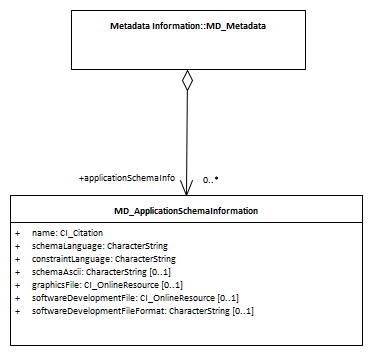 Metadata Information::MD_Metadata
+applicationSchemaInfo 0..*
MD_ApplicationSchemaInformation
+ name: CI_Citation
+ schemaLanguage: CharacterString
+ constraintLanguage: CharacterString
+ schemaAscii: CharacterString [0..1]
+ graphicsFile: CI_OnlineResource [0..1]
+ softwareDevelopmentFile: CI_OnlineResource [0..1]
+ softwareDevelopmentFileFormat: CharacterString [0..1]